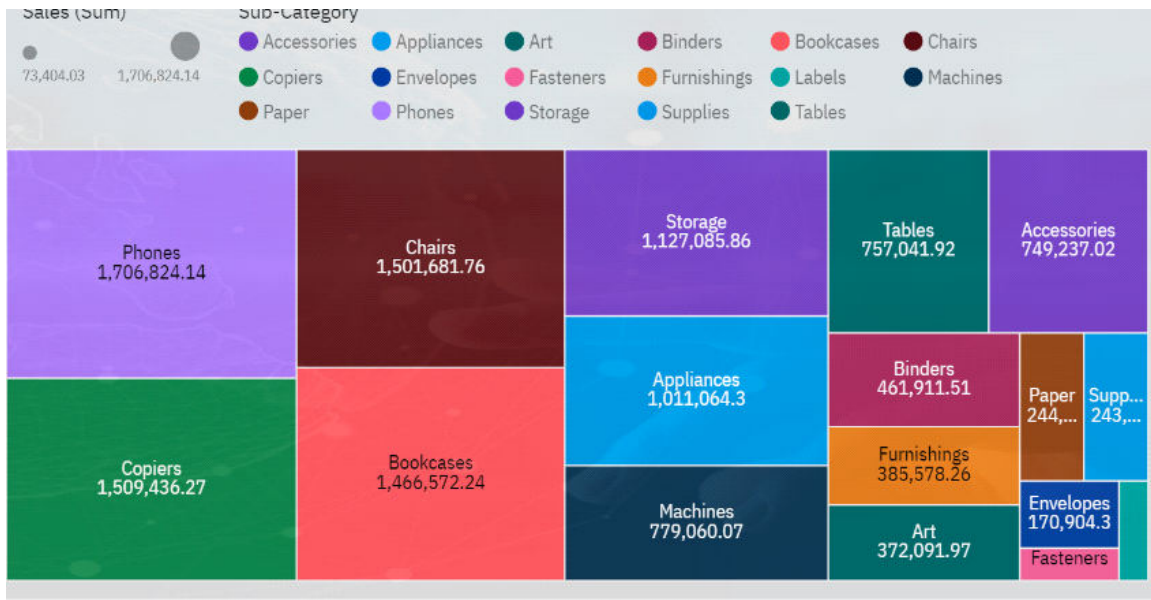 Sales (Sum)
73,404.03 1,706,824.14
Sub-Category
Accessories Appliances Art Binders Bookcases Chairs
Copiers Envelopes Fasteners Furnishings Labels Machines
Paper Phones Storage Supplies Tables
Phones
1,706,824.14
Copiers
1,509,436.27
Chairs
1,501,681.76
Bookcases
1,466,572.24
Storage
1,127,085.86
Appliances
1,011,064.3
Machines
779,060.07
Tables
757,041.92
Accessories
749,237.02
Binders
461,911.51
Furnishings
385,578.26
Art
372,091.97
Paper
244,...
Supp...
243,...
Envelopes
170,904.3
Fasteners